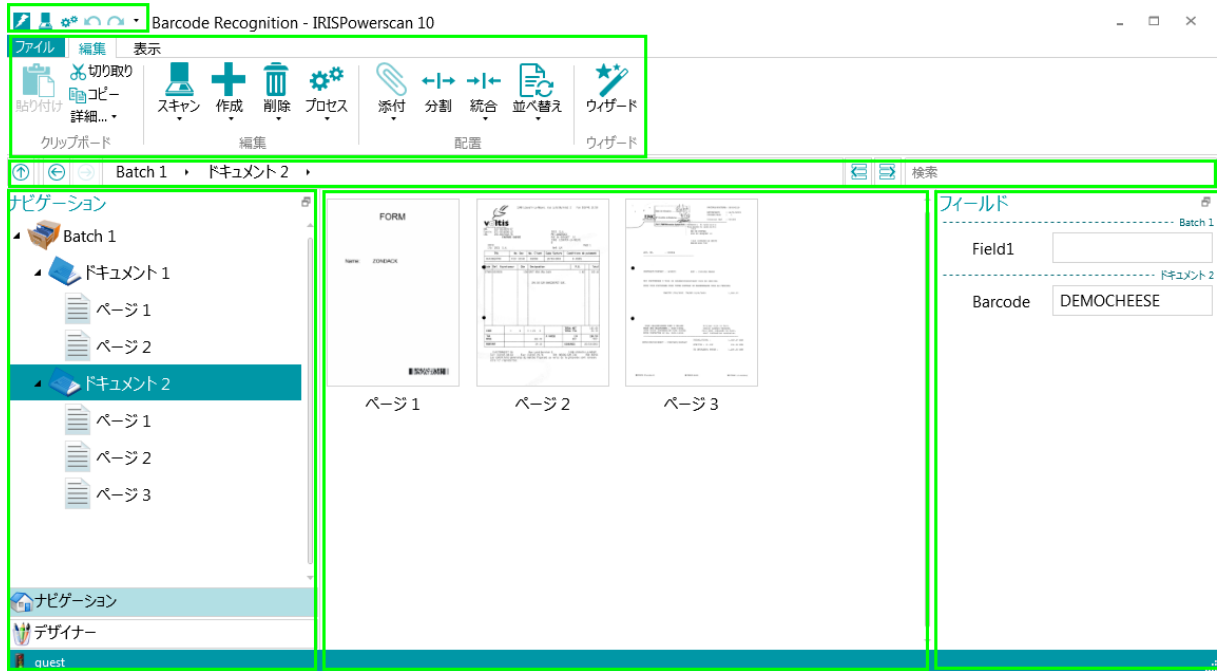 Barcode Recognition - IRISPowerscan 10
ファイル 編集 表示
貼り付け
切り取り
コピー
詳細...
スキャン 作成 削除 プロセス 添付 分割 統合 並べ替え ウィザード
クリップボード 編集 配置 ウィザード
Batch 1 ドキュメント 2 検索
ナビゲーション
Batch 1
ドキュメント 1
ページ 1
ページ 2
ドキュメント 2
ページ 1
ページ 2
ページ 3
ナビゲーション
デザイナー
guest
FORM
Name: ZONDACK
ページ 1
ページ 2
ページ 3
フィールド
Batch 1
Field1
ドキュメント 2
Barcode DEMOCHEESE